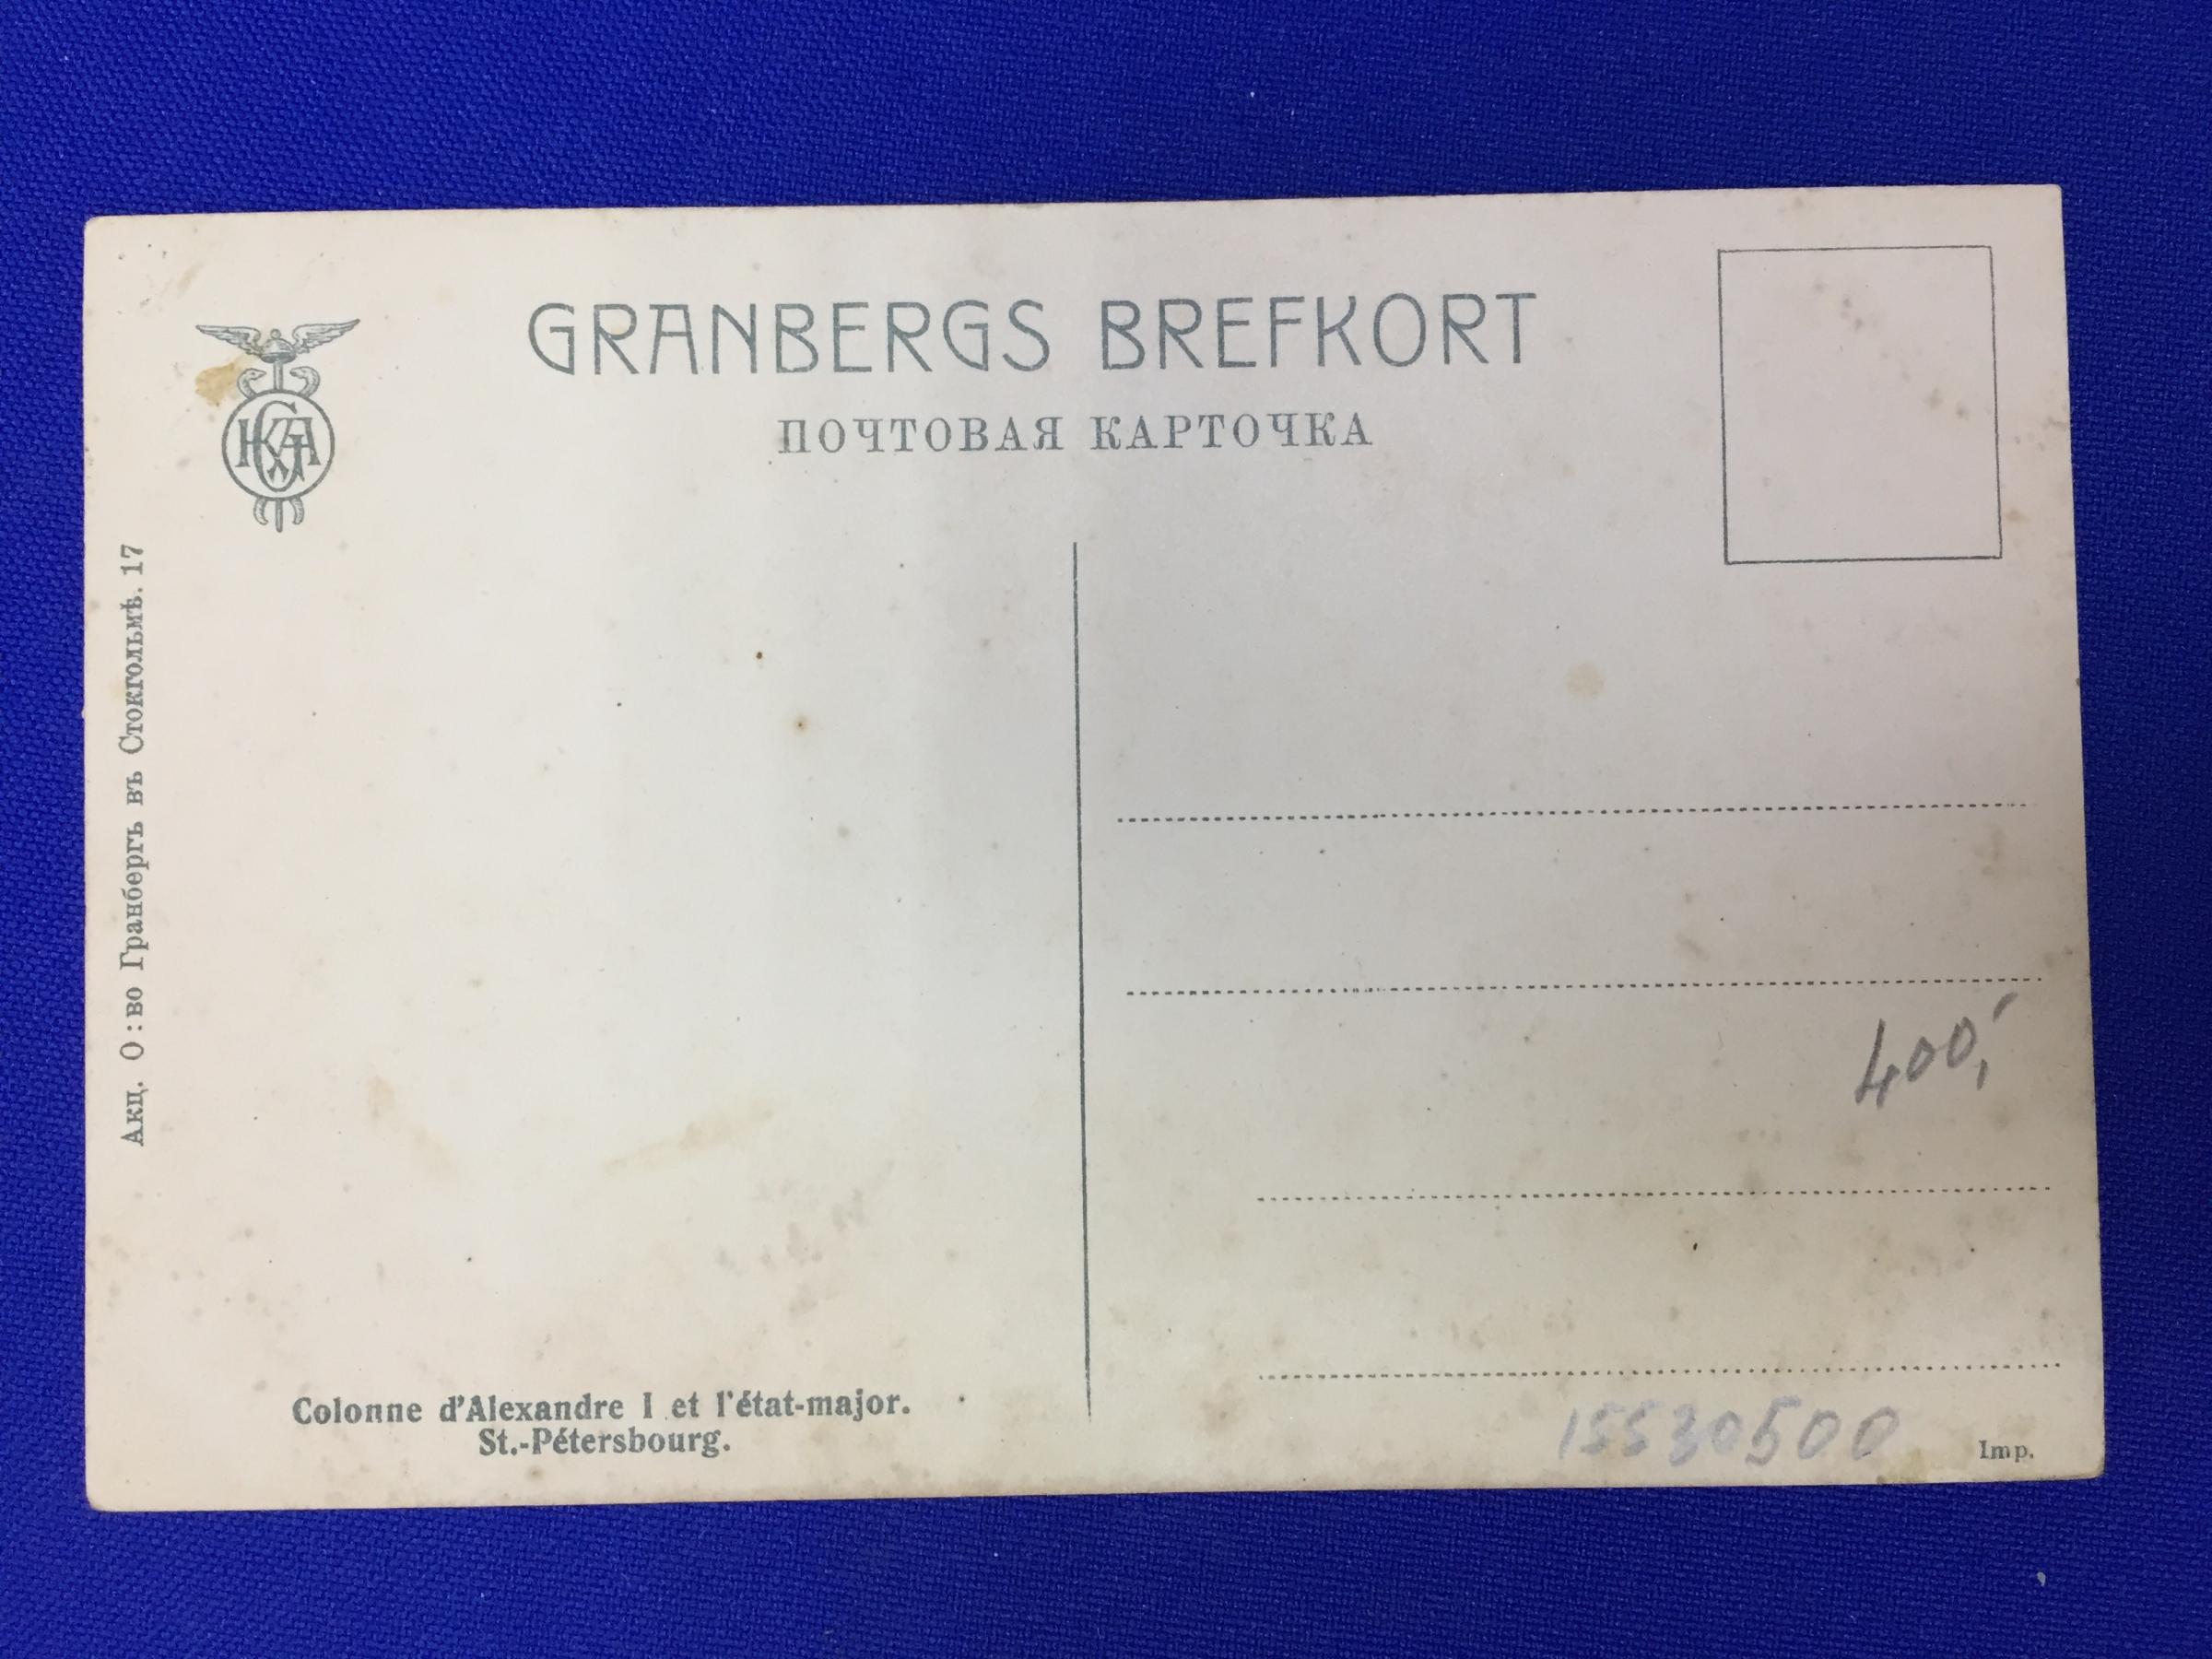 GRANBERGS BREFKORT
ПОЧТОВАЯ КАРТОЧКА
Акц. О:во Гранбергъ въ Стокгольмѣ. 17
400,-
Colonne d'Alexandre I et l'état-major.
St.-Pétersbourg.
15530500
Imp.